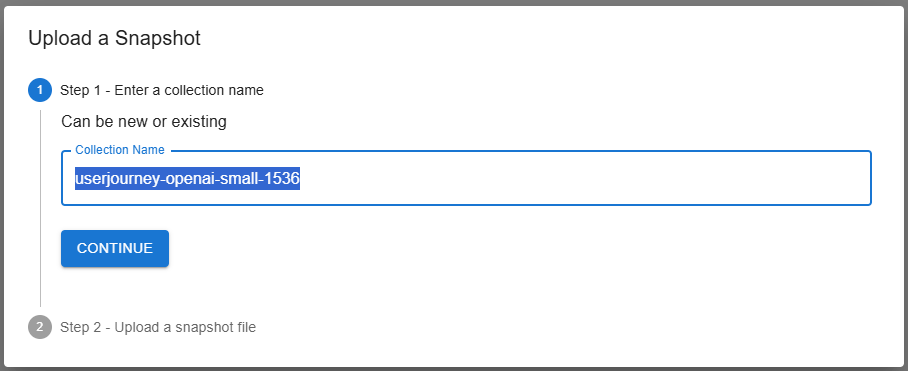 Upload a Snapshot
1 Step 1 - Enter a collection name
Can be new or existing
Collection Name
userjourney-openai-small-1536
CONTINUE
2 Step 2 - Upload a snapshot file